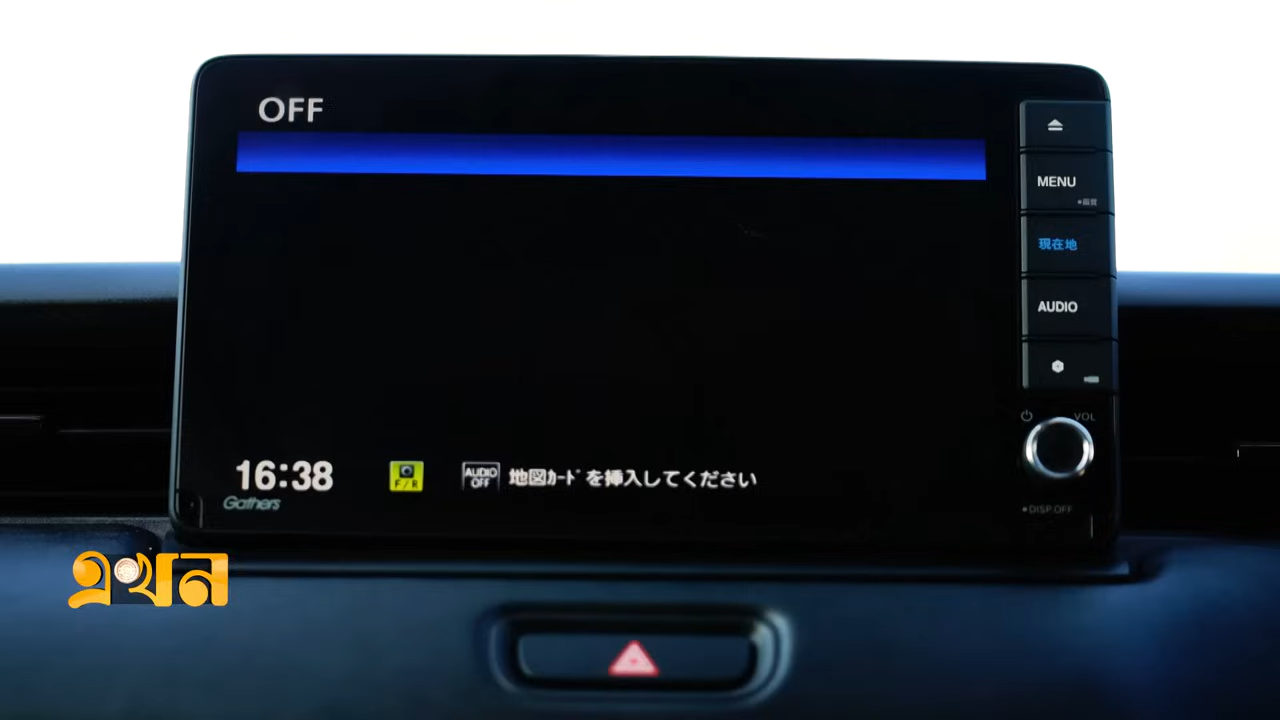 OFF
MENU
現在地
AUDIO
VOL
16:38
F/R
AUDIO OFF
地図ｶｰﾄﾞを挿入してください
Gathers
•DISP OFF
এখন